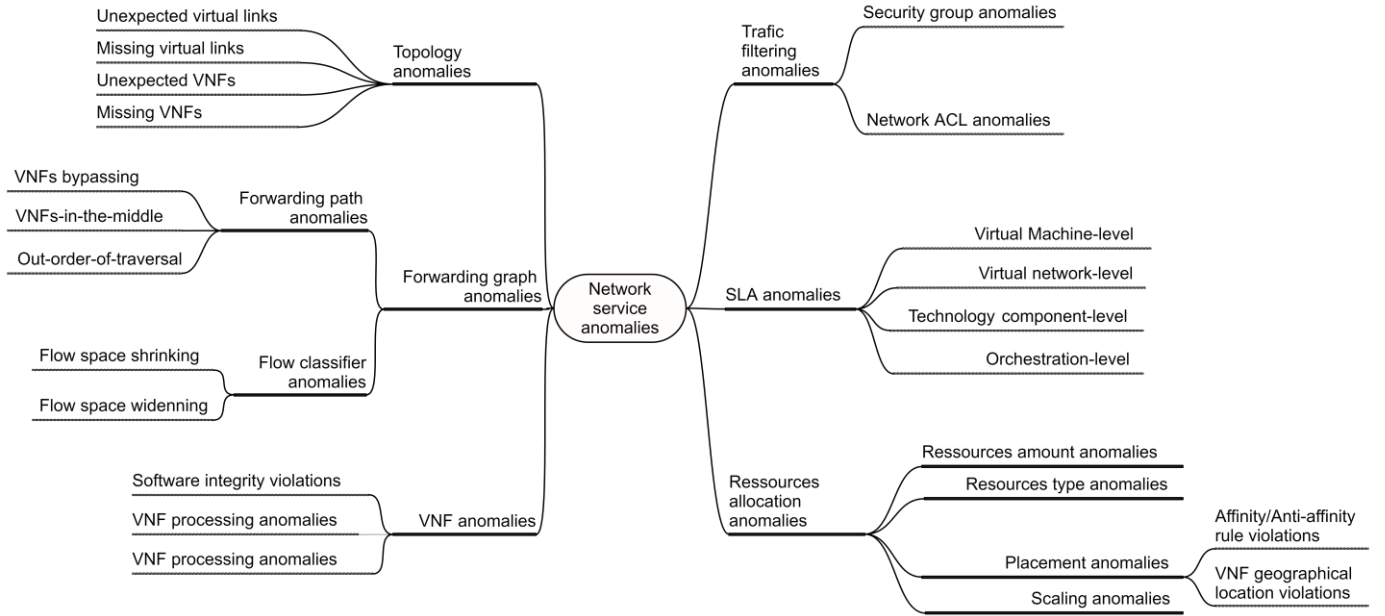 Unexpected virtual links
Missing virtual links
Unexpected VNFs
Missing VNFs
Topology
anomalies
VNFs bypassing
VNFs-in-the-middle
Out-order-of-traversal
Forwarding path
anomalies
Flow space shrinking
Flow space widenning
Flow classifier
anomalies
Forwarding graph
anomalies
Software integrity violations
VNF processing anomalies
VNF processing anomalies
VNF anomalies
Network
service
anomalies
Trafic
filtering
anomalies
Security group anomalies
Network ACL anomalies
SLA anomalies
Virtual Machine-level
Virtual network-level
Technology component-level
Orchestration-level
Ressources
allocation
anomalies
Ressources amount anomalies
Resources type anomalies
Placement anomalies
Scaling anomalies
Affinity/Anti-affinity
rule violations
VNF geographical
location violations